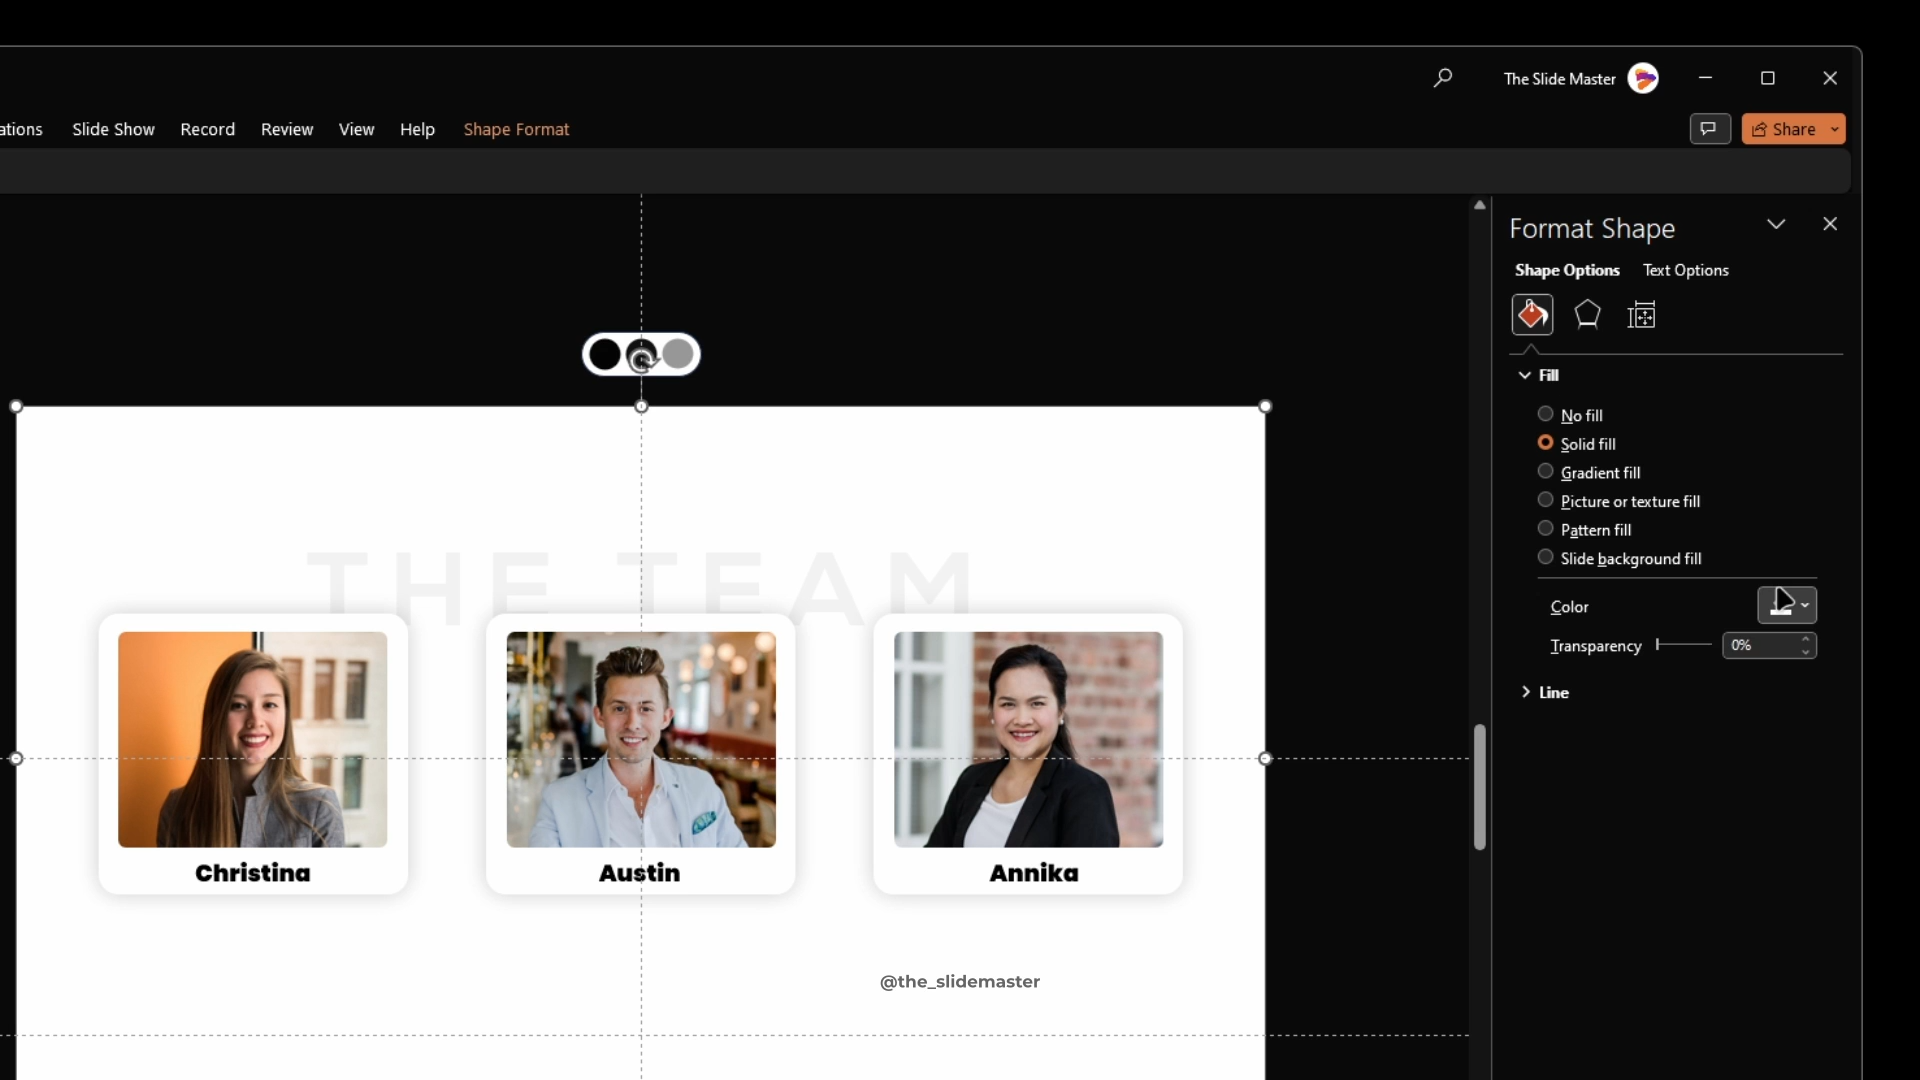 The Slide Master
ations Slide Show Record Review View Help Shape Format
Share
Format Shape
Shape Options Text Options
Fill
No fill
Solid fill
Gradient fill
Picture or texture fill
Pattern fill
Slide background fill
Color
Transparency 0%
Line
THE TEAM
Christina Austin Annika
@the_slidemaster